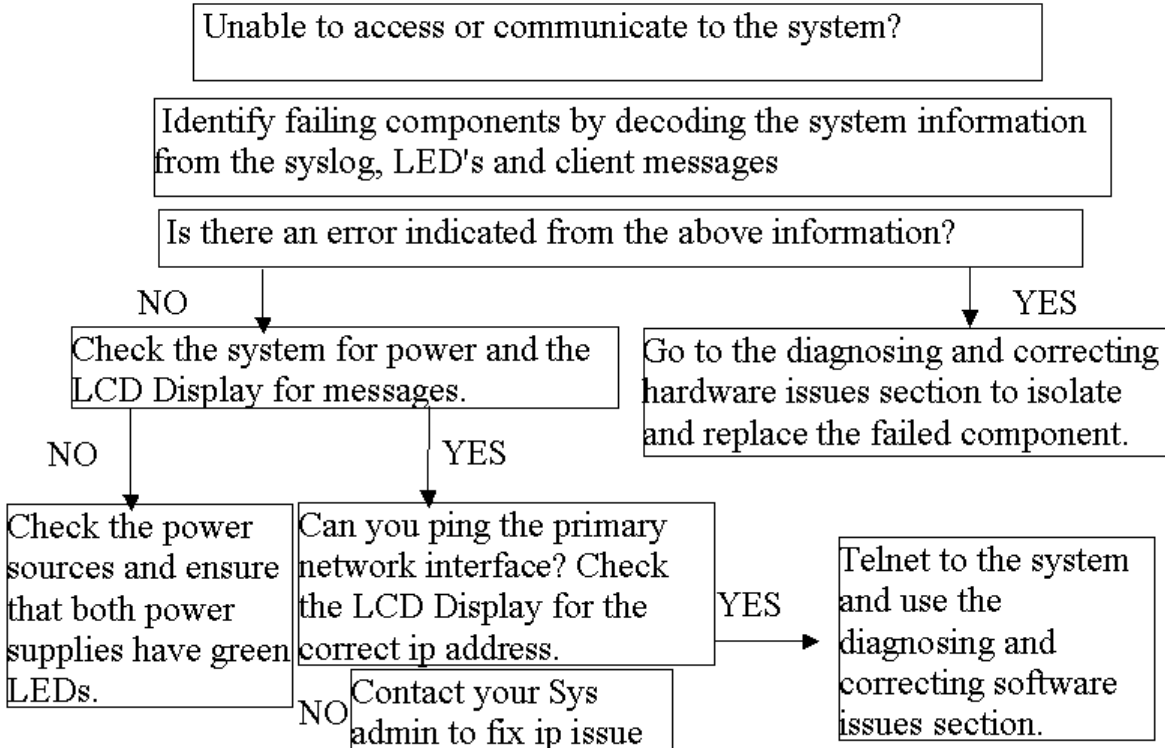 Unable to access or communicate to the system?
Identify failing components by decoding the system information
from the syslog, LED's and client messages
Is there an error indicated from the above information?
NO
YES
Check the system for power and the
LCD Display for messages.
Go to the diagnosing and correcting
hardware issues section to isolate
and replace the failed component.
NO
YES
Check the power
sources and ensure
that both power
supplies have green
LEDs.
Can you ping the primary
network interface? Check
the LCD Display for the
correct ip address.
YES
Telnet to the system
and use the
diagnosing and
correcting software
issues section.
NO
Contact your Sys
admin to fix ip issue